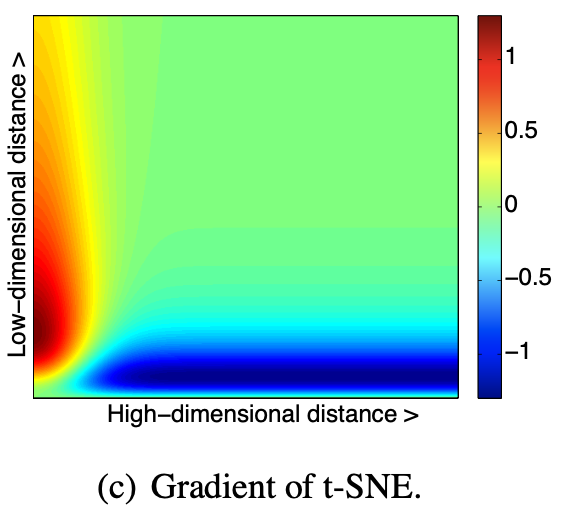 Low–dimensional distance >
1
0.5
0
−0.5
−1
High–dimensional distance >
(c) Gradient of t-SNE.